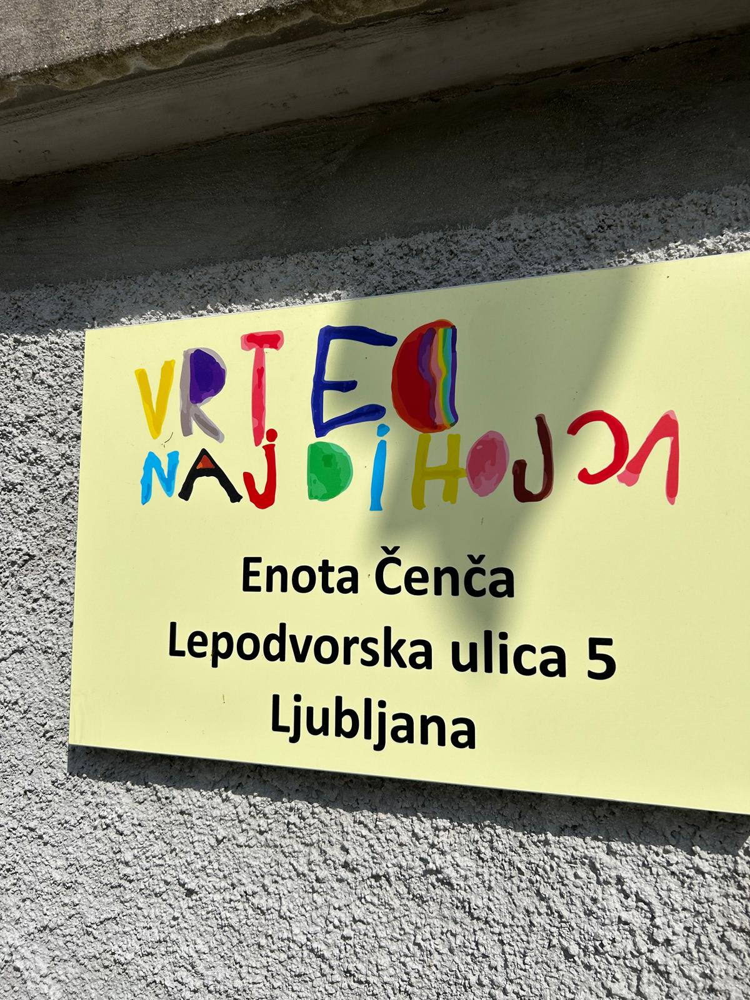 VRTEC
NAJDIHOJCA
Enota Čenča
Lepodvorska ulica 5
Ljubljana